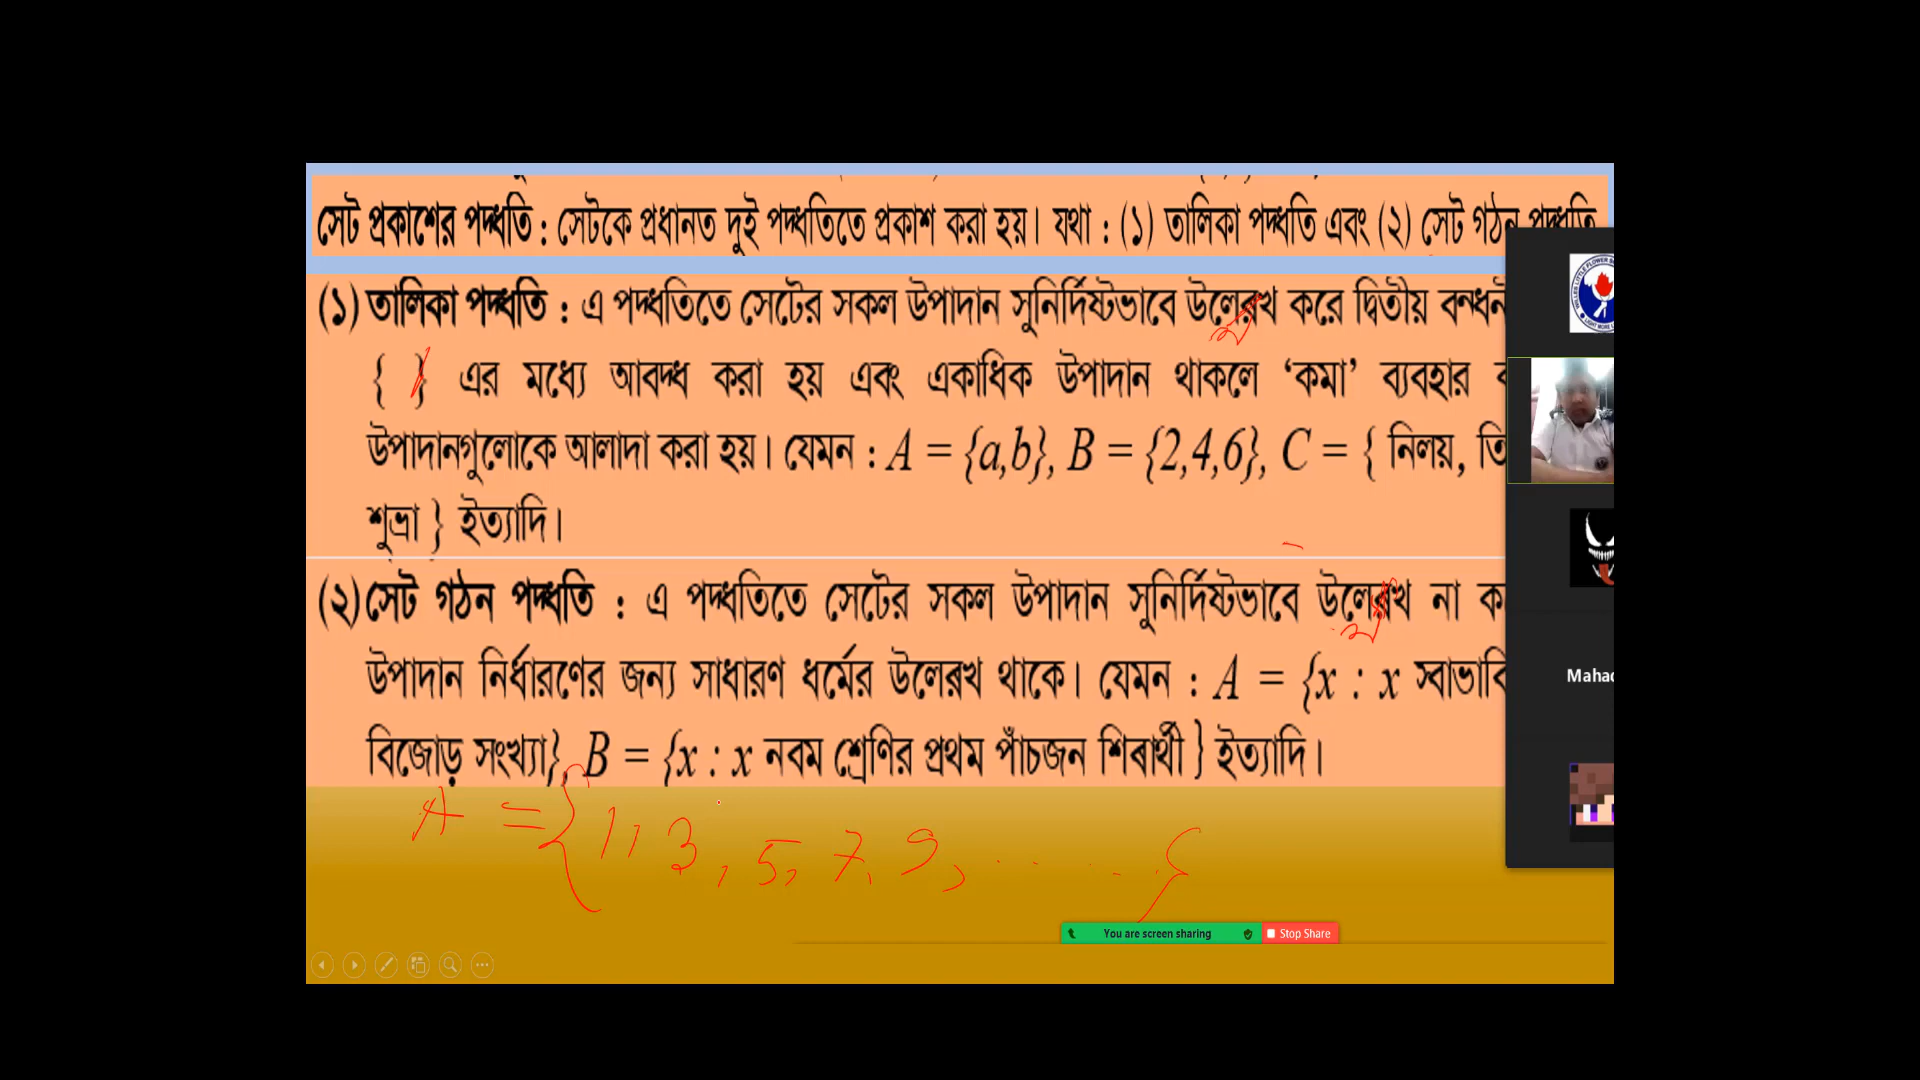 সেট প্রকাশের পদ্ধতি : সেটকে প্রধানত দুই পদ্ধতিতে প্রকাশ করা হয়। যথা : (১) তালিকা পদ্ধতি এবং (২) সেট গঠন পদ্ধতি
(১) তালিকা পদ্ধতি : এ পদ্ধতিতে সেটের সকল উপাদান সুনির্দিষ্টভাবে উলেৱখ করে দ্বিতীয় বন্ধনী
{ } এর মধ্যে আবদ্ধ করা হয় এবং একাধিক উপাদান থাকলে ‘কমা’ ব্যবহার
উপাদানগুলোকে আলাদা করা হয়। যেমন : A = {a,b}, B = {2,4,6}, C = { নিলয়,
শুভ্রা } ইত্যাদি।
(২) সেট গঠন পদ্ধতি : এ পদ্ধতিতে সেটের সকল উপাদান সুনির্দিষ্টভাবে উলেৱখ না
উপাদান নির্ধারণের জন্য সাধারণ ধর্মের উলেৱখ থাকে। যেমন : A = {x : x
বিজোড় সংখ্যা}, B = {x : x নবম শ্রেণির প্রথম পাঁচজন শিৰার্থী } ইত্যাদি।
A = {1, 3, 5, 7, 9, .....}
You are screen sharing
Stop Share